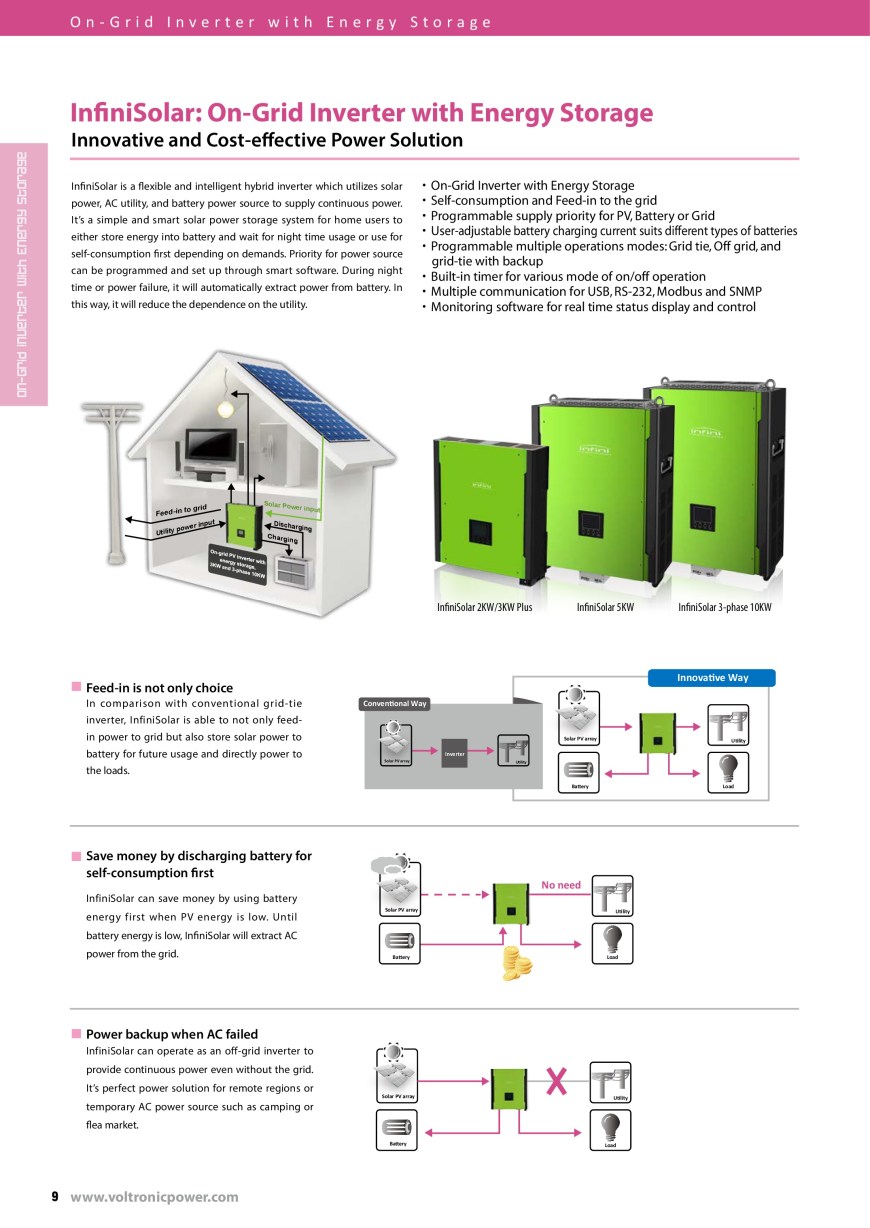 On-Grid Inverter with Energy Storage
On-Grid Inverter with Energy Storage
InfiniSolar: On-Grid Inverter with Energy Storage
Innovative and Cost-effective Power Solution
InfiniSolar is a flexible and intelligent hybrid inverter which utilizes solar
power, AC utility, and battery power source to supply continuous power.
It's a simple and smart solar power storage system for home users to
either store energy into battery and wait for night time usage or use for
self-consumption first depending on demands. Priority for power source
can be programmed and set up through smart software. During night
time or power failure, it will automatically extract power from battery. In
this way, it will reduce the dependence on the utility.
• On-Grid Inverter with Energy Storage
• Self-consumption and Feed-in to the grid
• Programmable supply priority for PV, Battery or Grid
• User-adjustable battery charging current suits different types of batteries
• Programmable multiple operations modes: Grid tie, Off grid, and
grid-tie with backup
• Built-in timer for various mode of on/off operation
• Multiple communication for USB, RS-232, Modbus and SNMP
• Monitoring software for real time status display and control
Feed-in to grid
Utility power input
Solar Power input
Discharging
Charging
On-grid PV inverter with
energy storage,
3KW and 3-phase 10KW
InfiniSolar 2KW/3KW Plus
InfiniSolar 5KW
InfiniSolar 3-phase 10KW
Feed-in is not only choice
In comparison with conventional grid-tie
inverter, InfiniSolar is able to not only feed-
in power to grid but also store solar power to
battery for future usage and directly power to
the loads.
Conventional Way
Solar PV array
Inverter
Utility
Innovative Way
Solar PV array
Utility
Battery
Load
Save money by discharging battery for
self-consumption first
InfiniSolar can save money by using battery
energy first when PV energy is low. Until
battery energy is low, InfiniSolar will extract AC
power from the grid.
Solar PV array
No need
Utility
Battery
Load
Power backup when AC failed
InfiniSolar can operate as an off-grid inverter to
provide continuous power even without the grid.
It's perfect power solution for remote regions or
temporary AC power source such as camping or
flea market.
Solar PV array
X
Utility
Battery
Load
9 www.voltronicpower.com